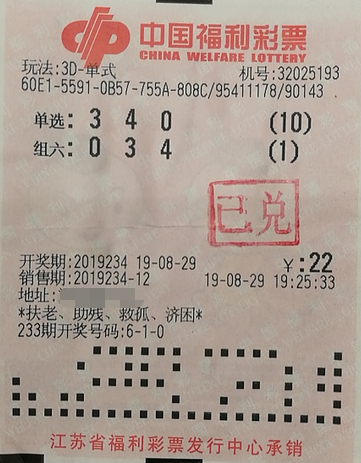 中国福利彩票
CHINA WELFARE LOTTERY
玩法:3D-单式 机号:32025193
60E1-5591-0B57-755A-808C/95411178/90143
单选: 3 4 0 (10)
组六: 0 3 4 (1)
已兑
开奖期:2019234 19-08-29 ¥:22
销售期:2019234-12 19-08-29 19:25:33
地址:
*扶老、助残、救孤、济困*
233期开奖号码:6-1-0
江苏省福利彩票发行中心承销